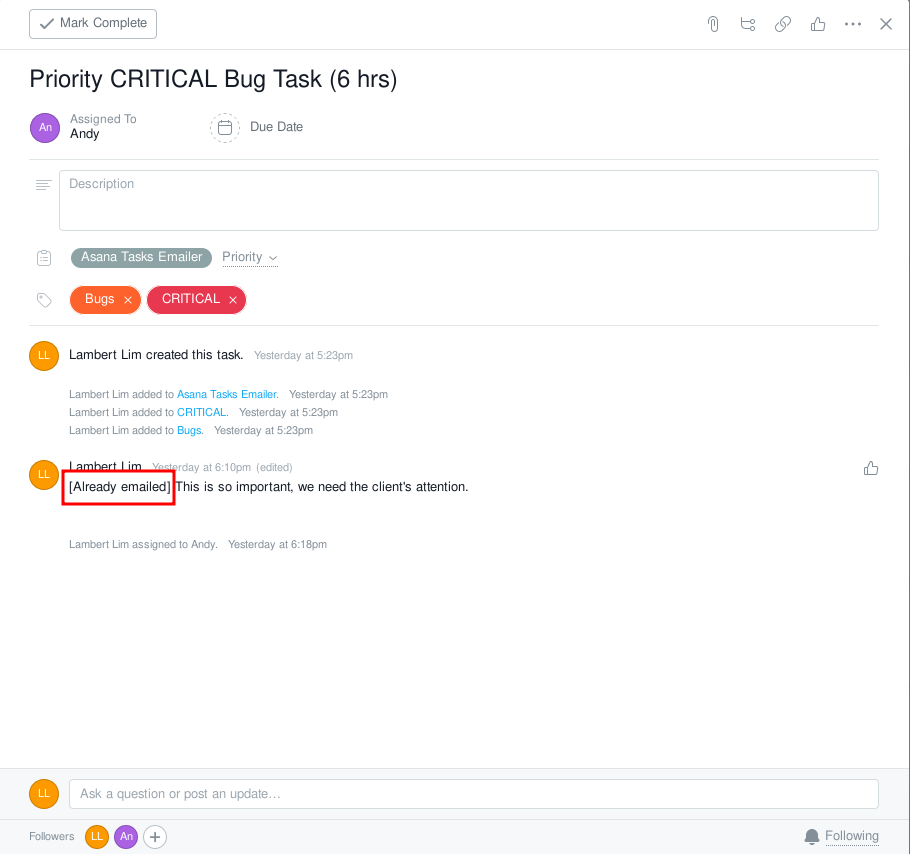 Mark Complete
Priority CRITICAL Bug Task (6 hrs)
An
Assigned To
Andy
Due Date
Description
Asana Tasks Emailer Priority
Bugs × CRITICAL ×
LL
Lambert Lim created this task. Yesterday at 5:23pm
Lambert Lim added to Asana Tasks Emailer. Yesterday at 5:23pm
Lambert Lim added to CRITICAL. Yesterday at 5:23pm
Lambert Lim added to Bugs. Yesterday at 5:23pm
LL
Lambert Lim Yesterday at 6:10pm (edited)
[Already emailed] This is so important, we need the client's attention.
Lambert Lim assigned to Andy. Yesterday at 6:18pm
LL Ask a question or post an update...
Followers LL An + Following